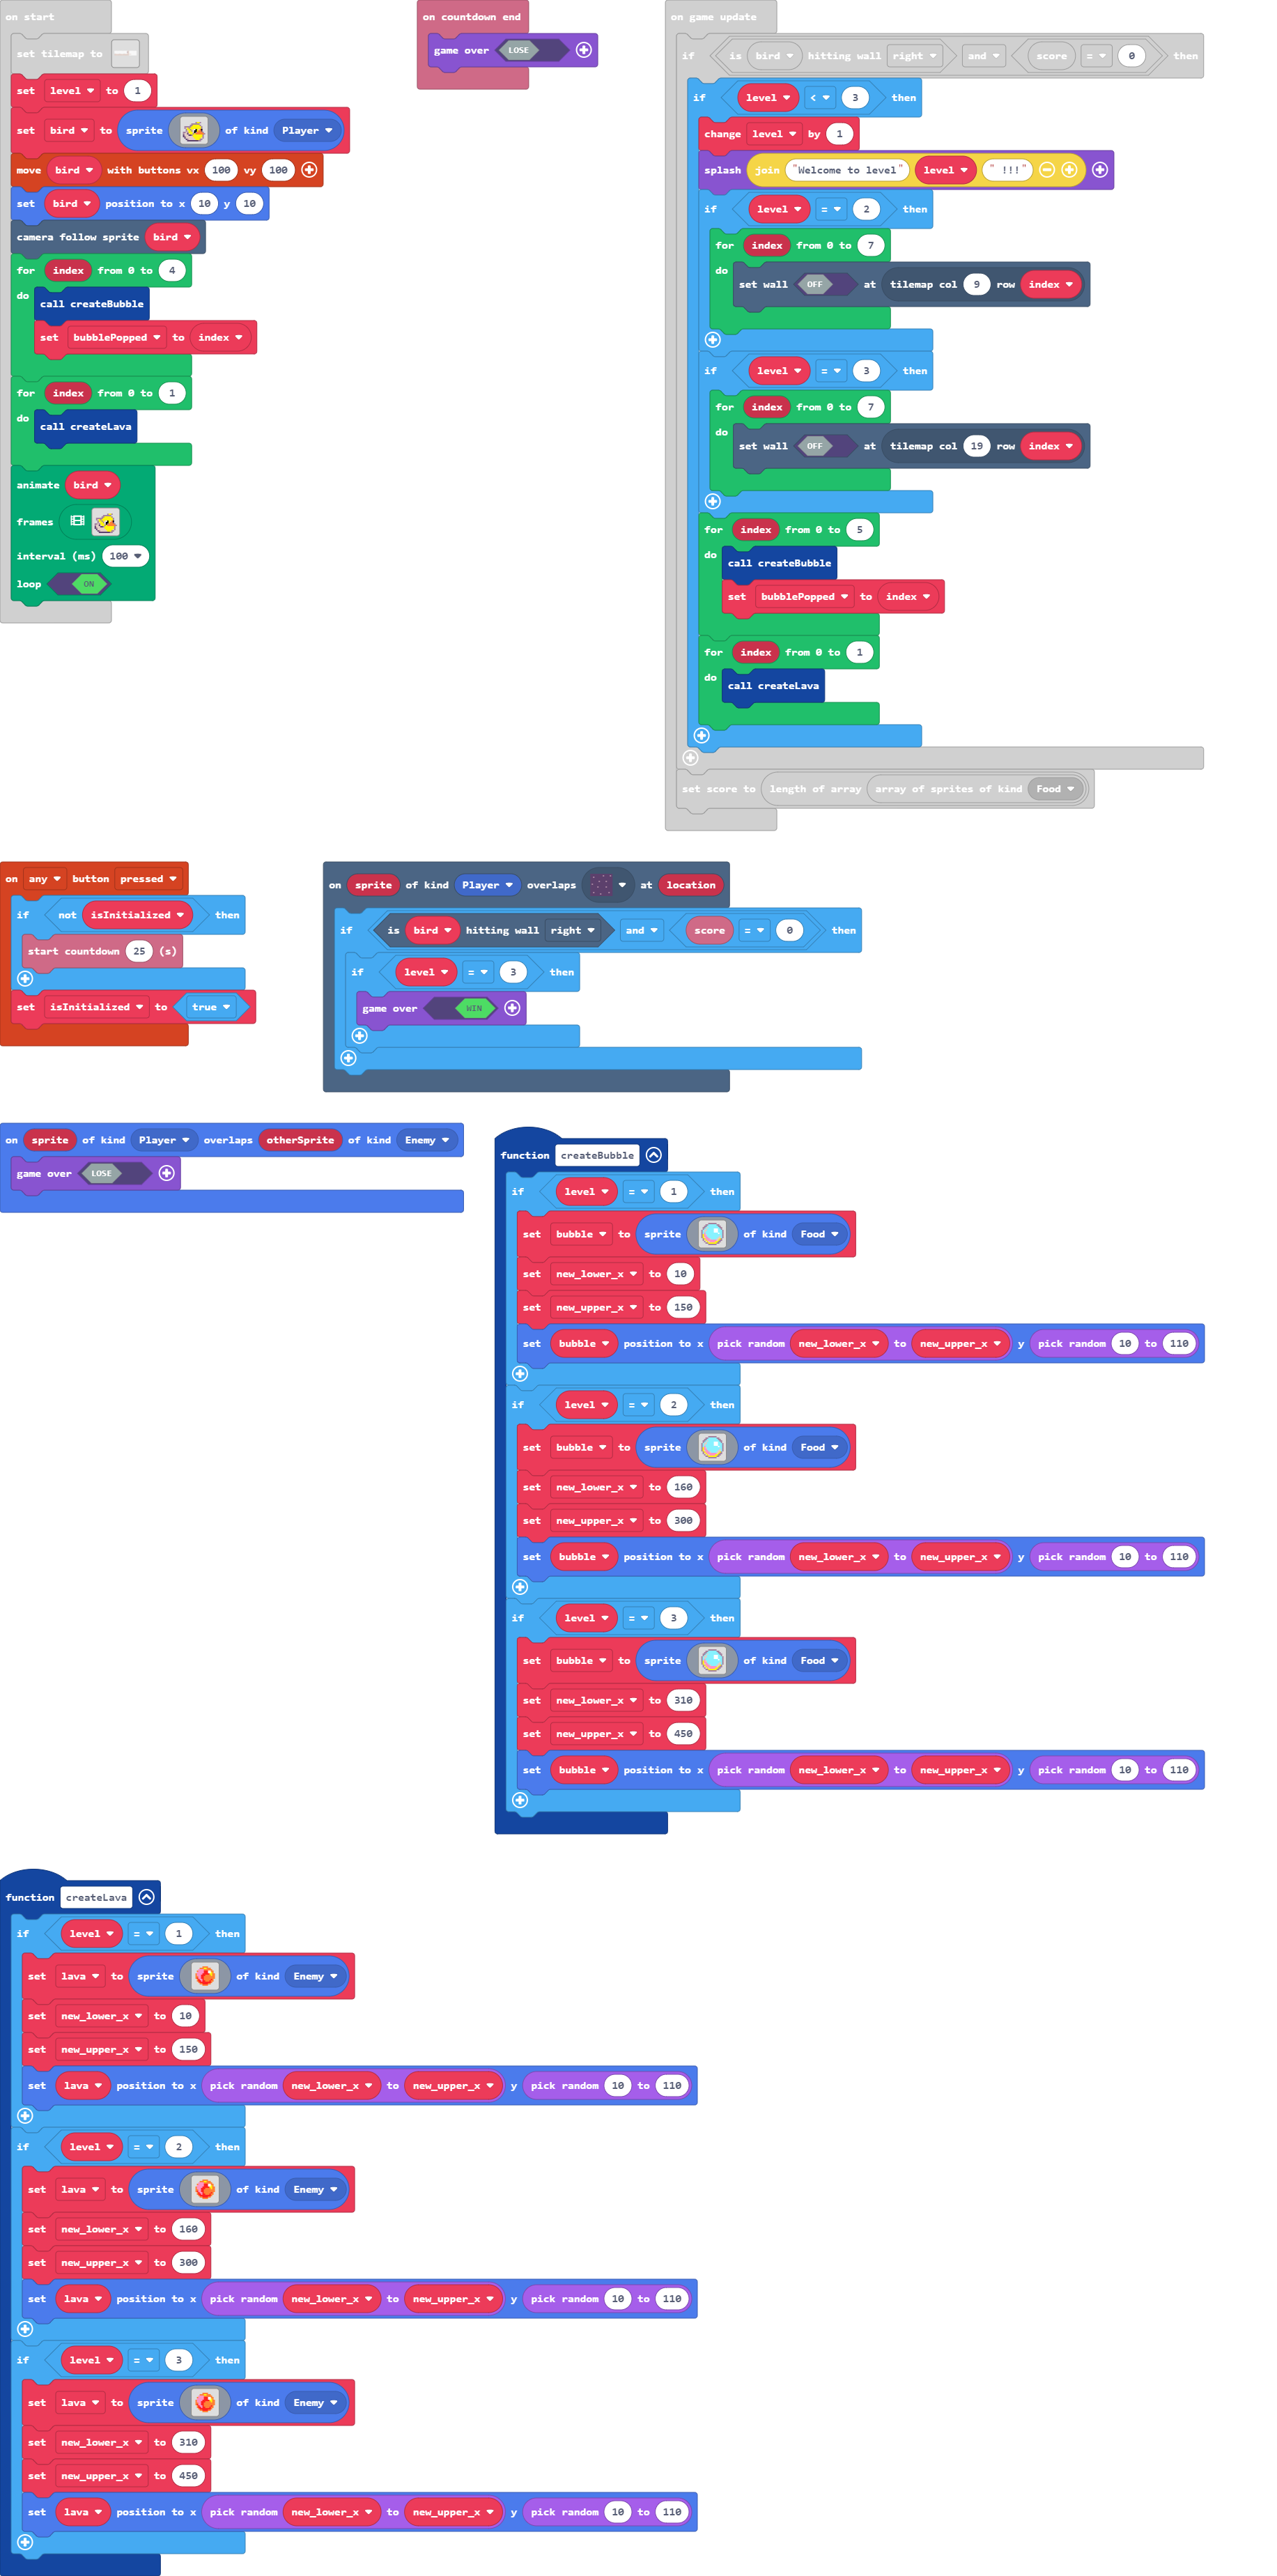 on start
set tilemap to
set level to 1
set bird to sprite of kind Player
move bird with buttons vx 100 vy 100
set bird position to x 10 y 10
camera follow sprite bird
for index from 0 to 4
do
call createBubble
set bubblePopped to index
for index from 0 to 1
do
call createLava
animate bird
frames
interval (ms) 100
loop ON
on countdown end
game over LOSE
on game update
if is bird hitting wall right and score = 0 then
if level < 3 then
change level by 1
splash join "Welcome to level" level " !!!"
if level = 2 then
for index from 0 to 7
do
set wall OFF at tilemap col 9 row index
if level = 3 then
for index from 0 to 7
do
set wall OFF at tilemap col 19 row index
for index from 0 to 5
do
call createBubble
set bubblePopped to index
for index from 0 to 1
do
call createLava
set score to length of array array of sprites of kind Food
on any button pressed
if not isInitialized then
start countdown 25 (s)
set isInitialized to true
on sprite of kind Player overlaps at location
if is bird hitting wall right and score = 0 then
if level = 3 then
game over WIN
on sprite of kind Player overlaps otherSprite of kind Enemy
game over LOSE
function createBubble
if level = 1 then
set bubble to sprite of kind Food
set new_lower_x to 10
set new_upper_x to 150
set bubble position to x pick random new_lower_x to new_upper_x y pick random 10 to 110
if level = 2 then
set bubble to sprite of kind Food
set new_lower_x to 160
set new_upper_x to 300
set bubble position to x pick random new_lower_x to new_upper_x y pick random 10 to 110
if level = 3 then
set bubble to sprite of kind Food
set new_lower_x to 310
set new_upper_x to 450
set bubble position to x pick random new_lower_x to new_upper_x y pick random 10 to 110
function createLava
if level = 1 then
set lava to sprite of kind Enemy
set new_lower_x to 10
set new_upper_x to 150
set lava position to x pick random new_lower_x to new_upper_x y pick random 10 to 110
if level = 2 then
set lava to sprite of kind Enemy
set new_lower_x to 160
set new_upper_x to 300
set lava position to x pick random new_lower_x to new_upper_x y pick random 10 to 110
if level = 3 then
set lava to sprite of kind Enemy
set new_lower_x to 310
set new_upper_x to 450
set lava position to x pick random new_lower_x to new_upper_x y pick random 10 to 110